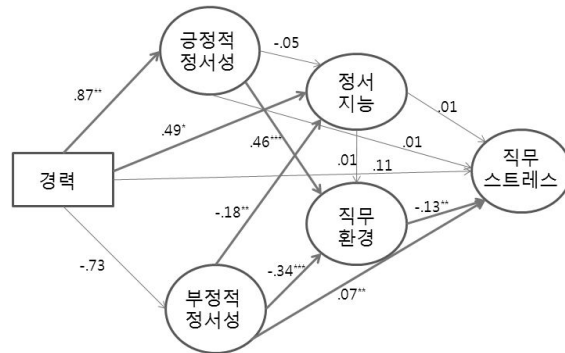 긍정적
정서성
-.05
정서
지능
.87**
.49*
.46***
.01
.01
.01
.11
직무
스트레스
경력
-.18**
직무
환경
-.13**
-.73
-.34***
.07**
부정적
정서성